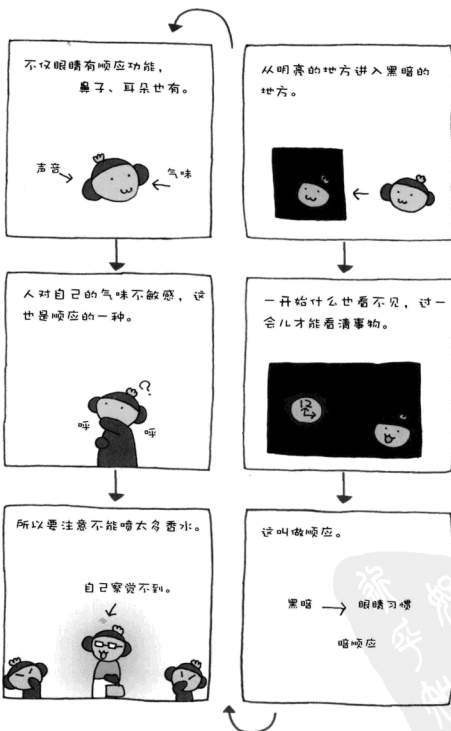 从明亮的地方进入黑暗的
地方。
一开始什么也看不见，过一
会儿才能看清事物。
12
这叫做顺应。
黑暗 → 眼睛习惯
暗顺应
不仅眼睛有顺应功能，
鼻子、耳朵也有。
声音
气味
人对自己的气味不敏感，这
也是顺应的一种。
?
呼
呼
所以要注意不能喷太多香水。
自己察觉不到。